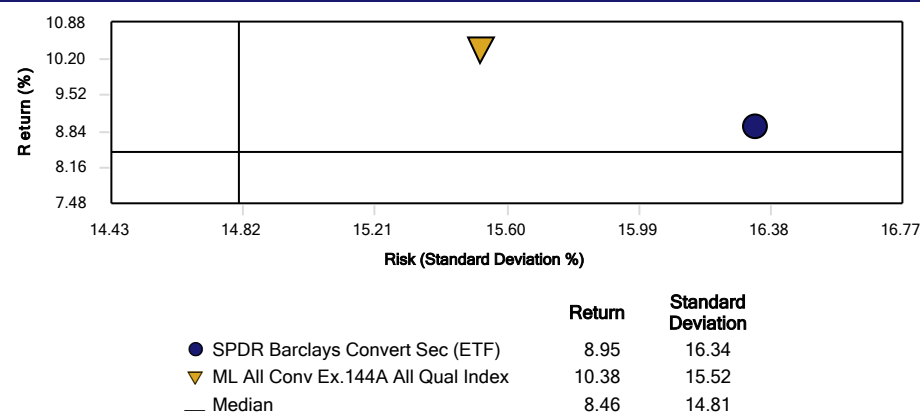 10.88
10.20
9.52
8.84
8.16
7.48
Return (%)
14.43 14.82 15.21 15.60 15.99 16.38 16.77
Risk (Standard Deviation %)
Return Standard Deviation
SPDR Barclays Convert Sec (ETF) 8.95 16.34
ML All Conv Ex.144A All Qual Index 10.38 15.52
Median 8.46 14.81